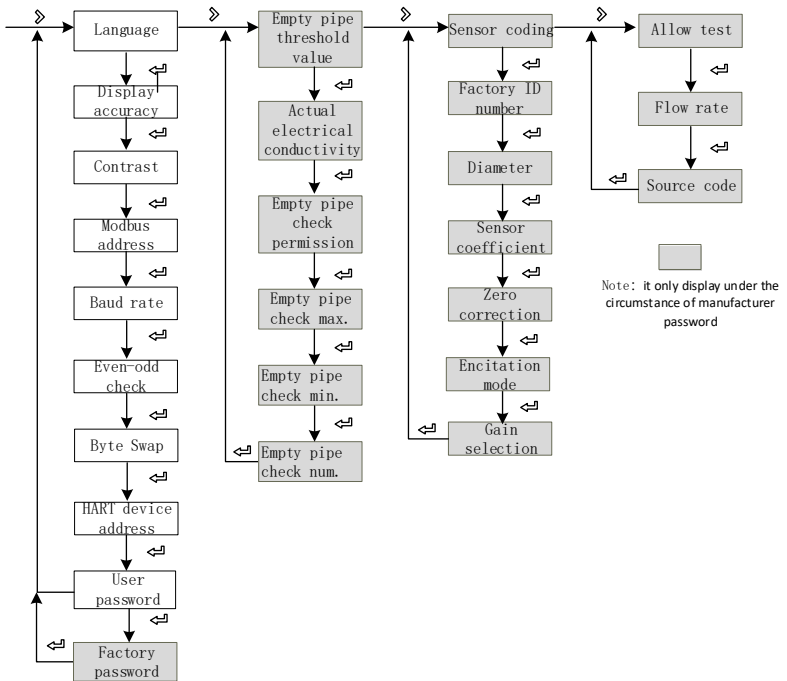 Language
Display
accuracy
Contrast
Modbus
address
Baud rate
Even-odd
check
Byte Swap
HART device
address
User
password
Factory
password
Empty pipe
threshold
value
Actual
electrical
conductivity
Empty pipe
check
permission
Empty pipe
check max.
Empty pipe
check min.
Empty pipe
check num.
Sensor coding
Factory ID
number
Diameter
Sensor
coefficient
Zero
correction
Encitation
mode
Gain
selection
Allow test
Flow rate
Source code
Note: it only display under the
circumstance of manufacturer
password